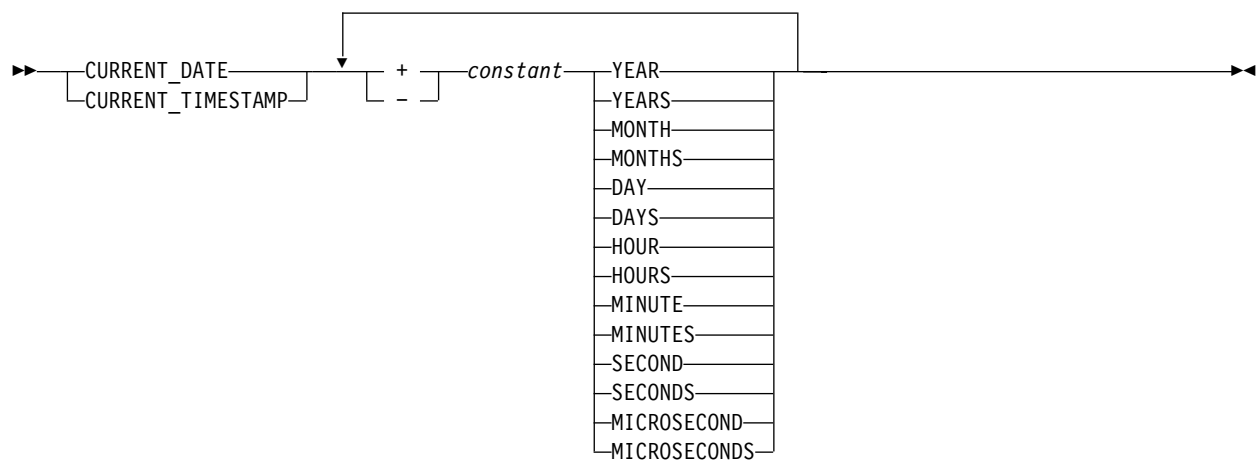 CURRENT_DATE + constant YEAR
CURRENT_TIMESTAMP - YEARS
MONTH
MONTHS
DAY
DAYS
HOUR
HOURS
MINUTE
MINUTES
SECOND
SECONDS
MICROSECOND
MICROSECONDS